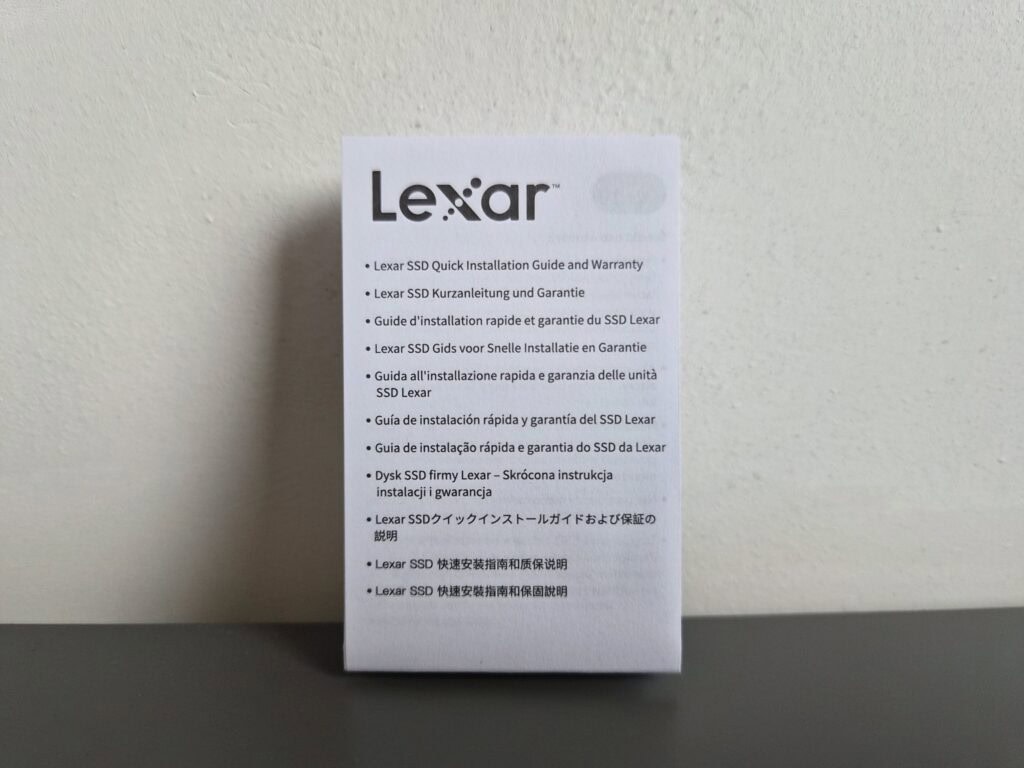 Lexar™
• Lexar SSD Quick Installation Guide and Warranty
• Lexar SSD Kurzanleitung und Garantie
• Guide d'installation rapide et garantie du SSD Lexar
• Lexar SSD Gids voor Snelle Installatie en Garantie
• Guida all'installazione rapida e garanzia delle unità
SSD Lexar
• Guía de instalación rápida y garantía del SSD Lexar
• Guia de instalação rápida e garantia do SSD da Lexar
• Dysk SSD firmy Lexar – Skrócona instrukcja
instalacji i gwarancja
• Lexar SSDクイックインストールガイドおよび保証の
説明
• Lexar SSD 快速安装指南和质保说明
• Lexar SSD 快速安裝指南和保固說明